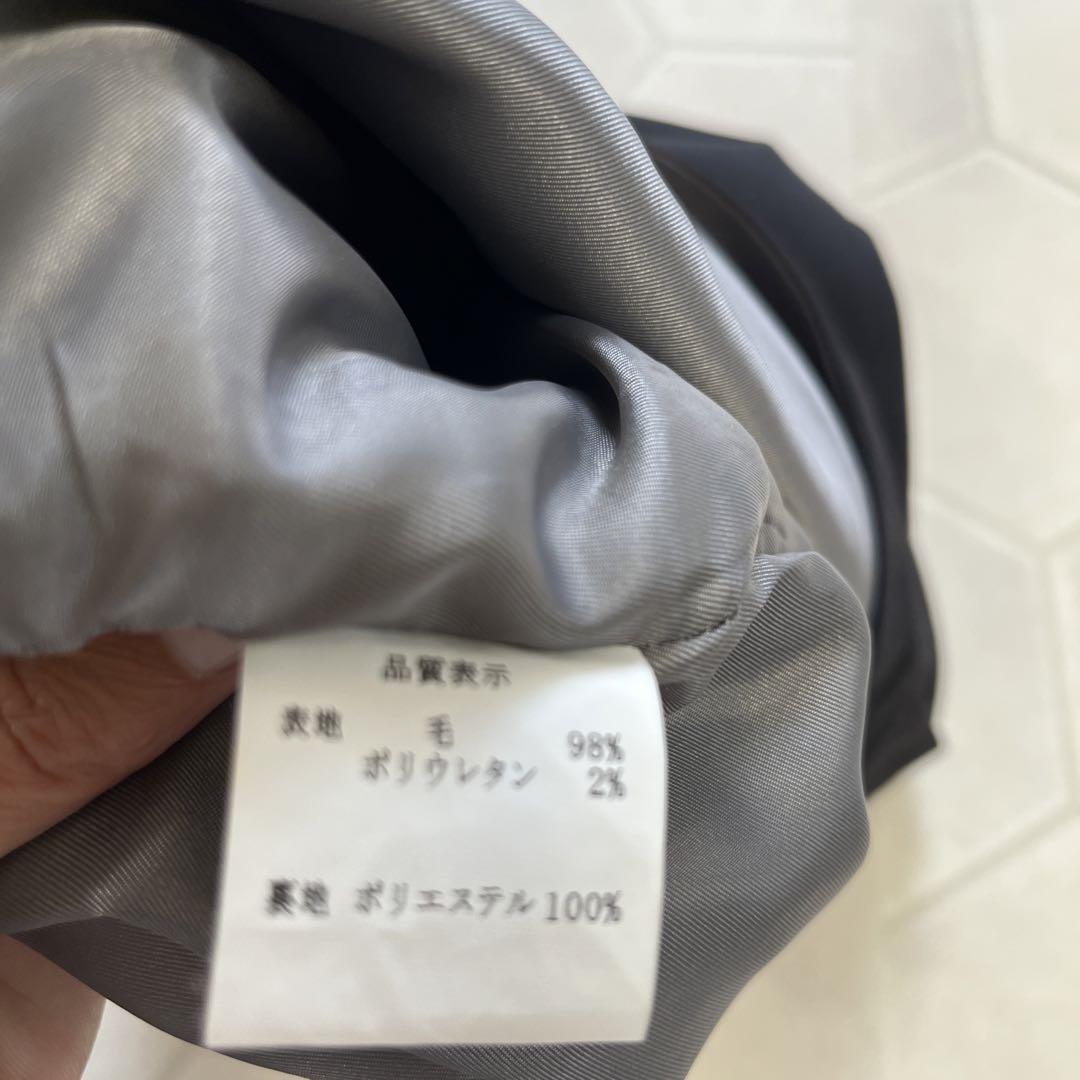 品質表示
表地 毛 98%
ポリウレタン 2%
裏地 ポリエステル 100%